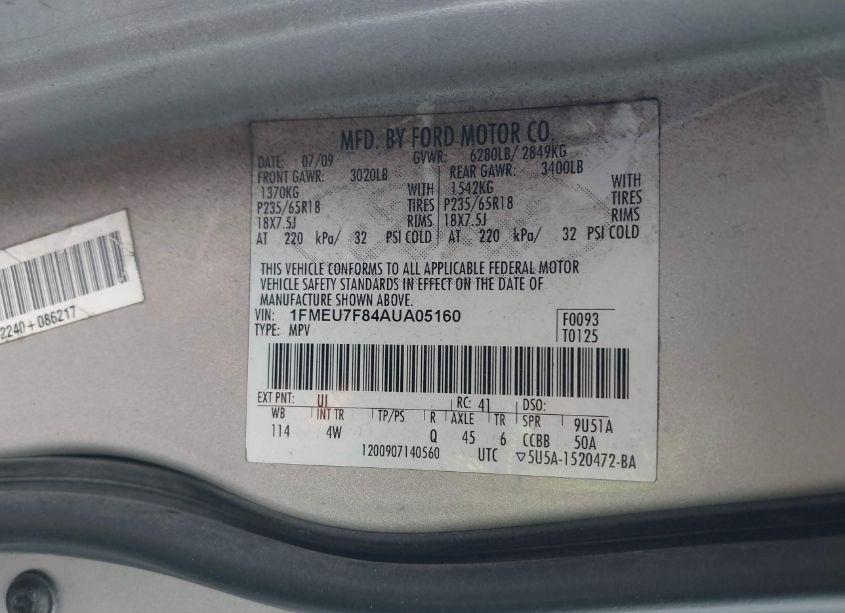 MFD. BY FORD MOTOR CO.
DATE: 07/09 GVWR: 6280LB/ 2849KG
FRONT GAWR: 3020LB REAR GAWR: 3400LB
1370KG WITH 1542KG WITH
P235/65R18 TIRES P235/65R18 TIRES
18X7.5J RIMS 18X7.5J RIMS
AT 220 kPa/ 32 PSI COLD AT 220 kPa/ 32 PSI COLD
THIS VEHICLE CONFORMS TO ALL APPLICABLE FEDERAL MOTOR
VEHICLE SAFETY STANDARDS IN EFFECT ON THE DATE OF
MANUFACTURE SHOWN ABOVE.
VIN: 1FMEU7F84AUA05160 F0093
TYPE: MPV T0125
EXT PNT: UI RC: 41 DSO:
WB INT TR TP/PS R AXLE TR SPR 9U51A
114 4W Q 45 6 CCBB 50A
1200907140560 UTC ▽5U5A-1520472-BA
2240+086217